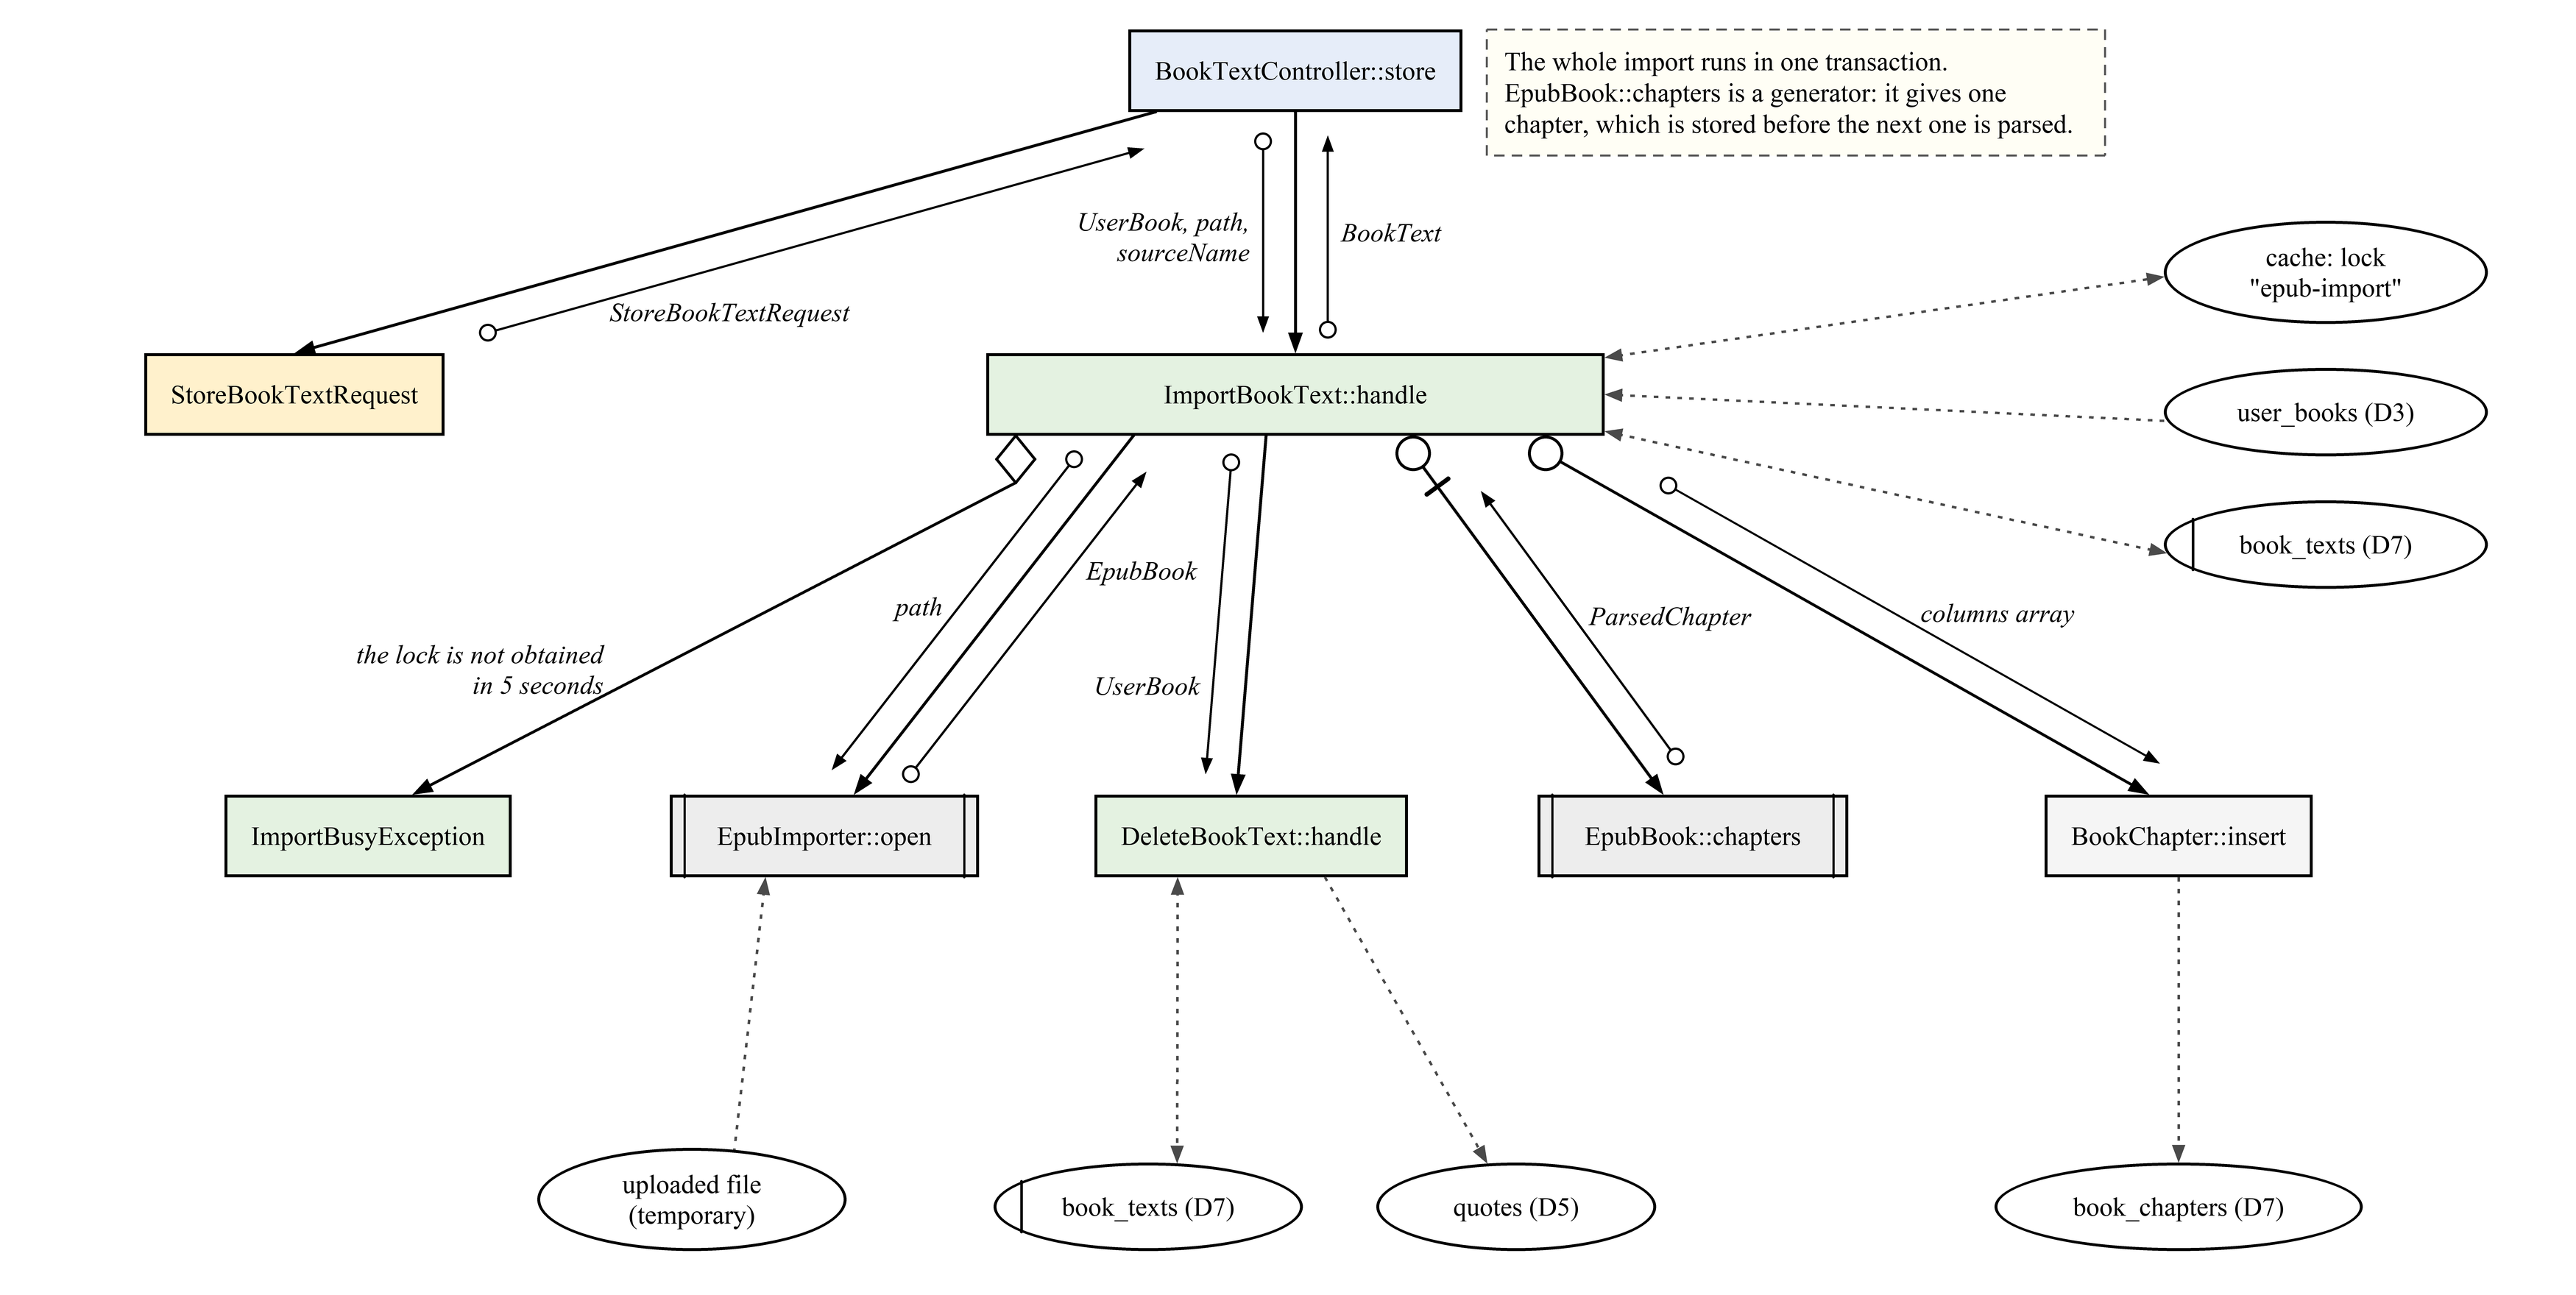 BookTextController::store
The whole import runs in one transaction.
EpubBook::chapters is a generator: it gives one
chapter, which is stored before the next one is parsed.
UserBook, path,
sourceName
BookText
StoreBookTextRequest
cache: lock
"epub-import"
StoreBookTextRequest
ImportBookText::handle
user_books (D3)
book_texts (D7)
EpubBook
path
ParsedChapter
columns array
the lock is not obtained
in 5 seconds
UserBook
ImportBusyException
EpubImporter::open
DeleteBookText::handle
EpubBook::chapters
BookChapter::insert
uploaded file
(temporary)
book_texts (D7)
quotes (D5)
book_chapters (D7)